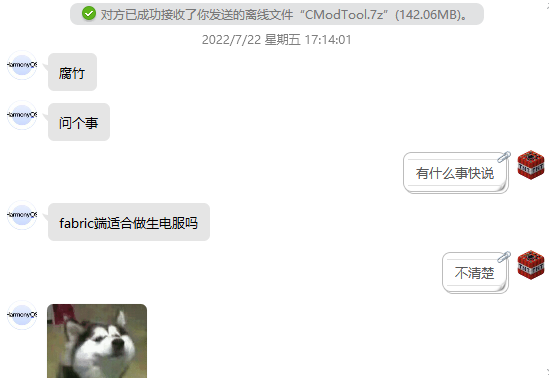 对方已成功接收了你发送的离线文件“CModTool.7z”(142.06MB)。
2022/7/22 星期五 17:14:01
HarmonyOS
腐竹
HarmonyOS
问个事
有什么事快说
HarmonyOS
fabric端适合做生电服吗
不清楚
HarmonyOS